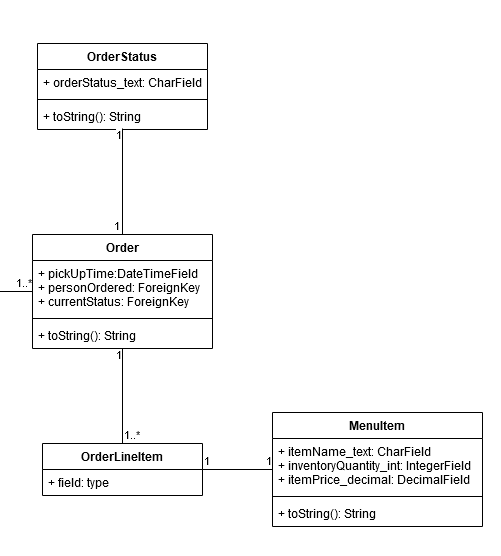 OrderStatus
+ orderStatus_text: CharField
+ toString(): String
1
1
Order
+ pickUpTime:DateTimeField
+ personOrdered: ForeignKey
+ currentStatus: ForeignKey
1..*
+ toString(): String
1
1..*
OrderLineItem
+ field: type
1
1
MenuItem
+ itemName_text: CharField
+ inventoryQuantity_int: IntegerField
+ itemPrice_decimal: DecimalField
+ toString(): String